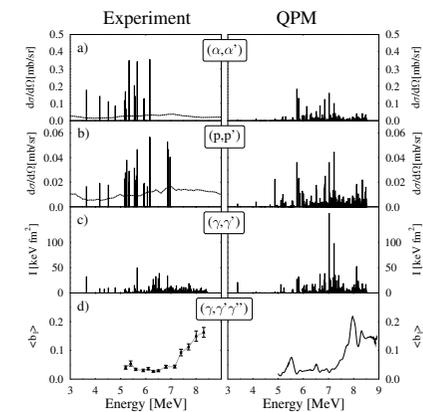 Experiment QPM
0.5 a) (α,α') 0.5
0.4 0.4
dσ/dΩ[mb/sr] 0.3 0.3 dσ/dΩ[mb/sr]
0.2 0.2
0.1 0.1
0.0 0.0
b) (p,p')
0.06 0.06
dσ/dΩ[mb/sr] 0.04 0.04 dσ/dΩ[mb/sr]
0.02 0.02
0.00 0.00
c) (γ,γ')
I [keV fm²] 100 100 I [keV fm²]
50 50
0 0
d) (γ,γ'γ'')
0.2 0.2
<bᵢ> 0.1 0.1 <bᵢ>
0.0 0.0
3 4 5 6 7 8 3 4 5 6 7 8 9
Energy [MeV] Energy [MeV]